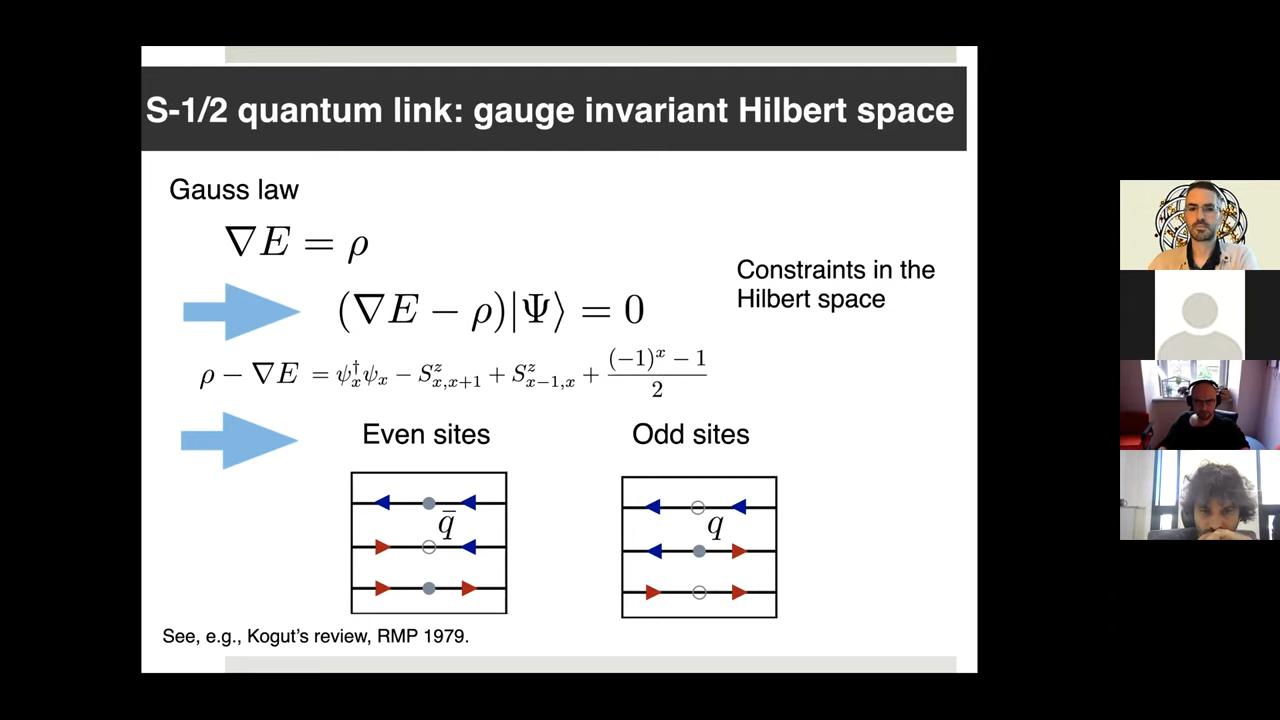 S-1/2 quantum link: gauge invariant Hilbert space
Gauss law
∇E = ρ
Constraints in the
Hilbert space
(∇E − ρ)|Ψ⟩ = 0
ρ − ∇E = ψ†ₓψₓ − Sᶻₓ,ₓ₊₁ + Sᶻₓ₋₁,ₓ + ((−1)ˣ − 1)/2
Even sites
Odd sites
q̄
q
See, e.g., Kogut's review, RMP 1979.